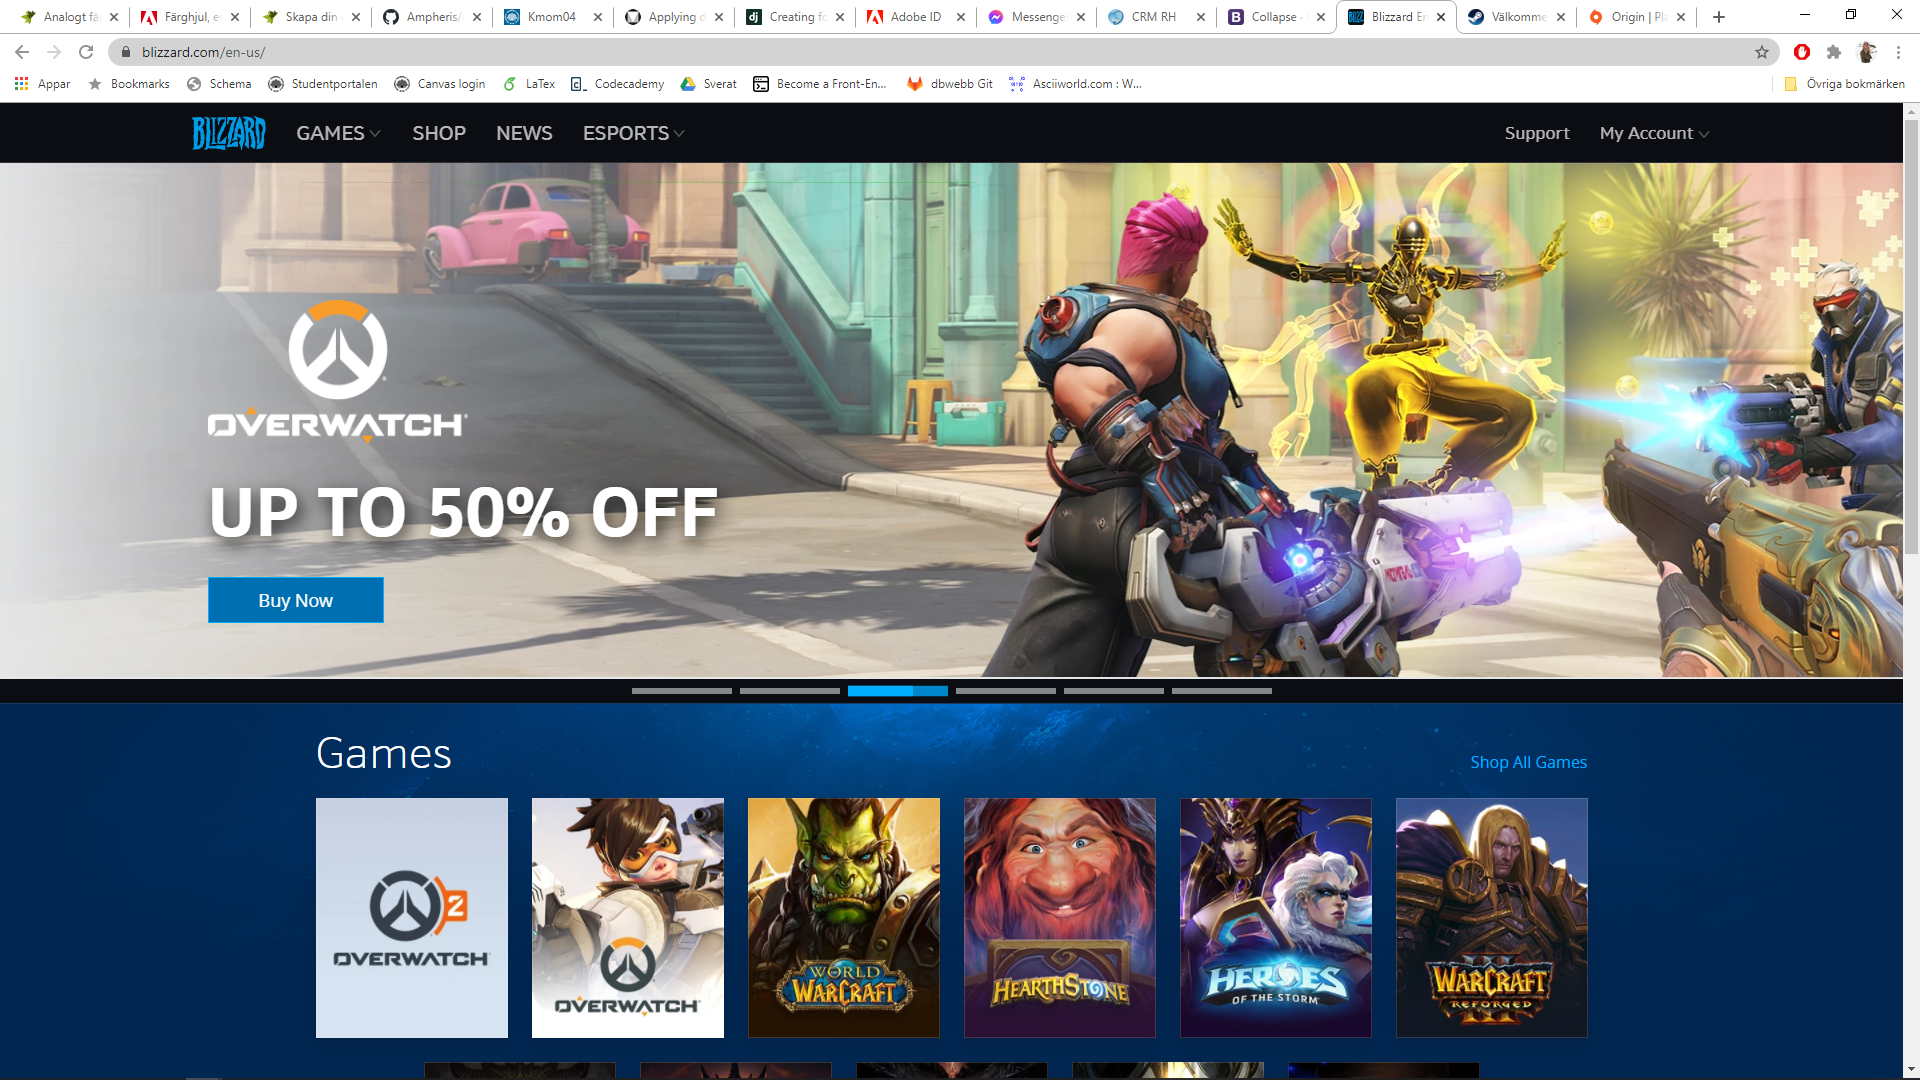 Analogt fä
Färghjul, e
Skapa din
Ampheris/
Kmom04
Applying d
Creating fo
Adobe ID
Messenge
CRM RH
Collapse ·
Blizzard En
Välkomme
Origin | Pl
blizzard.com/en-us/
Appar
Bookmarks
Schema
Studentportalen
Canvas login
LaTex
Codecademy
Sverat
Become a Front-En...
dbwebb Git
Asciiworld.com : W...
Övriga bokmärken
BLIZZARD
GAMES
SHOP
NEWS
ESPORTS
Support
My Account
OVERWATCH
UP TO 50% OFF
Buy Now
Games
Shop All Games
2
OVERWATCH
OVERWATCH
WORLD
OF
WARCRAFT
HEARTHSTONE
HEROES
OF THE STORM
WARCRAFT
REFORGED
III